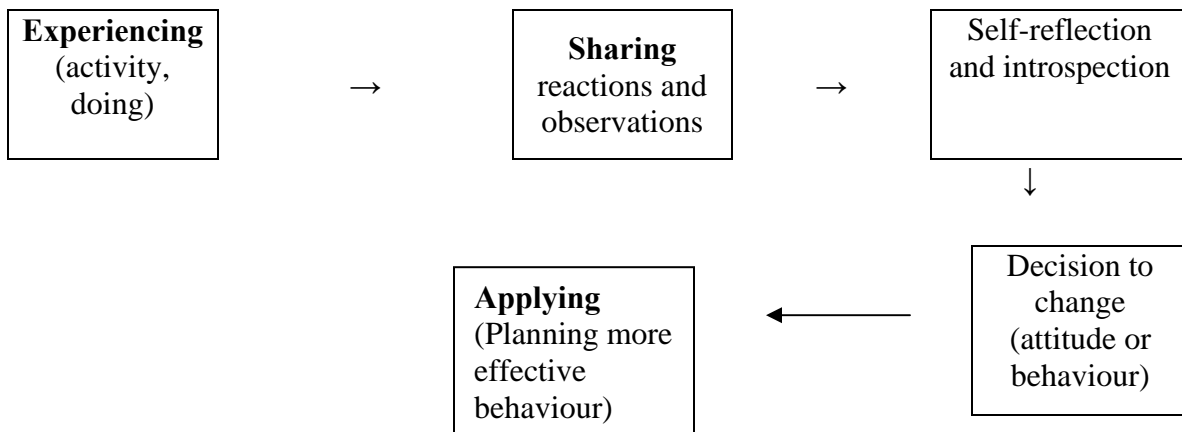 Experiencing
(activity,
doing)
→
Sharing
reactions and
observations
→
Self-reflection
and introspection
↓
Decision to
change
(attitude or
behaviour)
Applying
(Planning more
effective
behaviour)